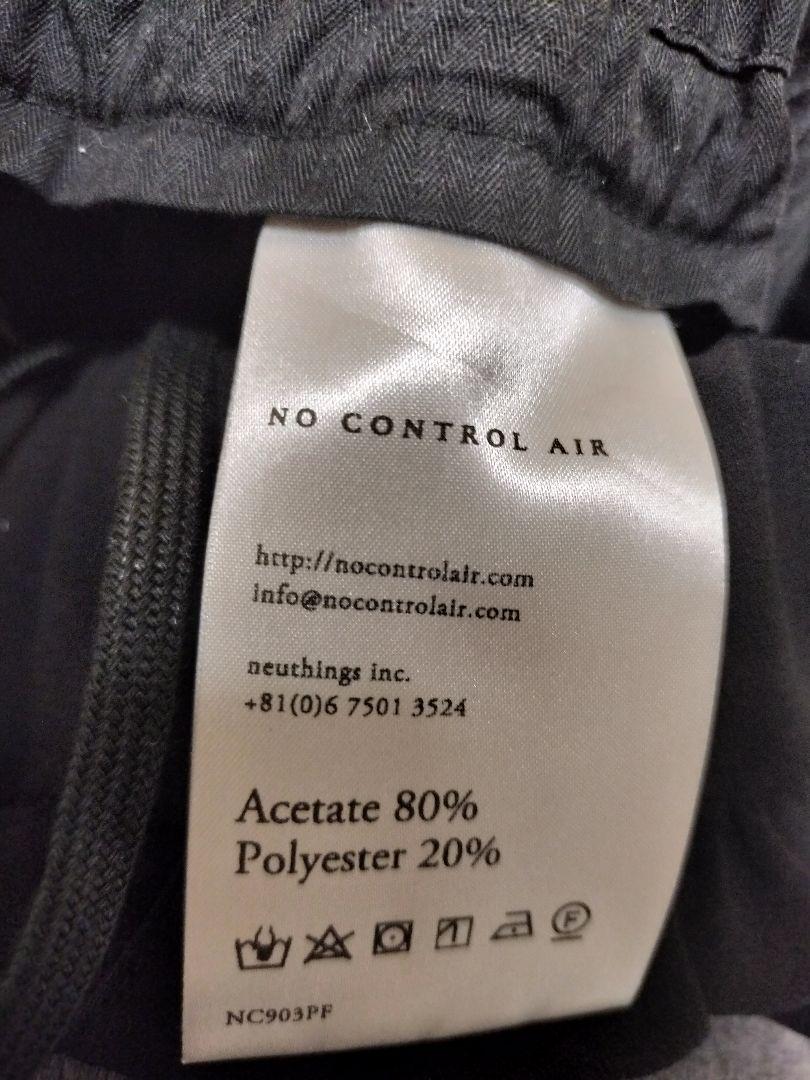 NO CONTROL AIR
http://nocontrolair.com
info@nocontrolair.com
neuthings inc.
+81(0)6 7501 3524
Acetate 80%
Polyester 20%
F
NC903PF